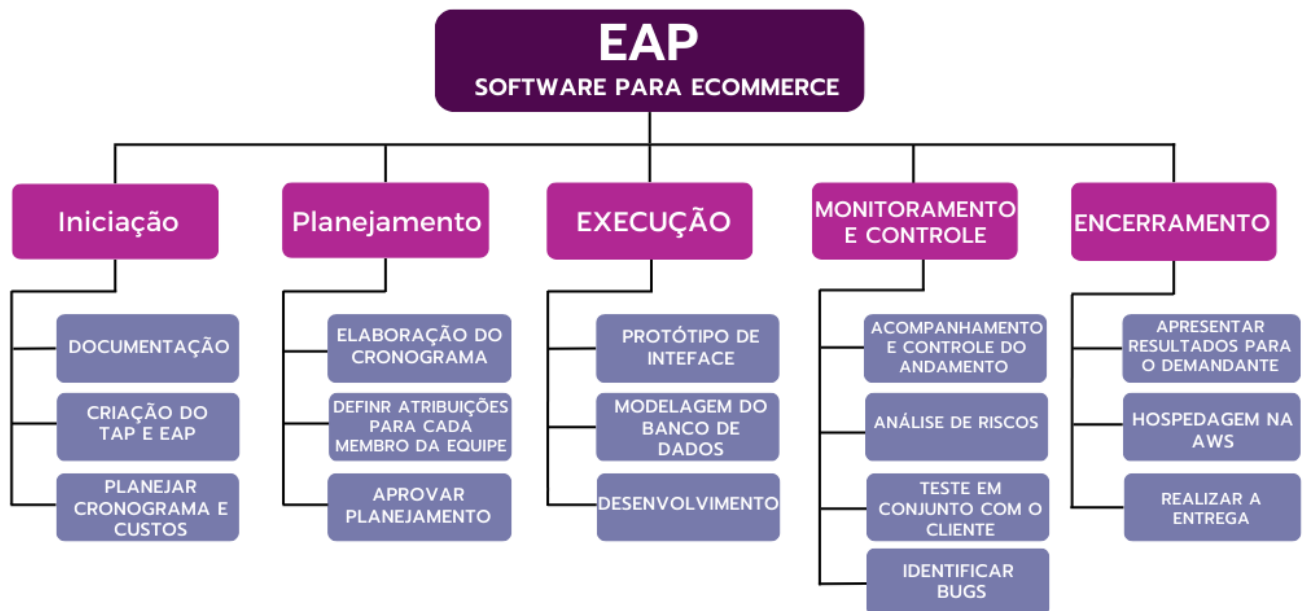 EAP
SOFTWARE PARA ECOMMERCE
Iniciação
DOCUMENTAÇÃO
CRIAÇÃO DO
TAP E EAP
PLANEJAR
CRONOGRAMA E
CUSTOS
Planejamento
ELABORAÇÃO DO
CRONOGRAMA
DEFINR ATRIBUIÇÕES
PARA CADA
MEMBRO DA EQUIPE
APROVAR
PLANEJAMENTO
EXECUÇÃO
PROTÓTIPO DE
INTEFACE
MODELAGEM DO
BANCO DE
DADOS
DESENVOLVIMENTO
MONITORAMENTO
E CONTROLE
ACOMPANHAMENTO
E CONTROLE DO
ANDAMENTO
ANÁLISE DE RISCOS
TESTE EM
CONJUNTO COM O
CLIENTE
IDENTIFICAR
BUGS
ENCERRAMENTO
APRESENTAR
RESULTADOS PARA
O DEMANDANTE
HOSPEDAGEM NA
AWS
REALIZAR A
ENTREGA